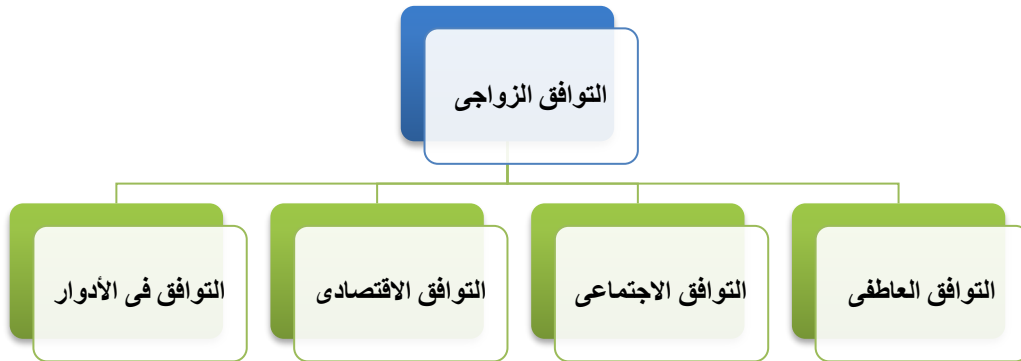 التوافق الزواجى
التوافق العاطفى
التوافق الاجتماعى
التوافق الاقتصادى
التوافق فى الأدوار